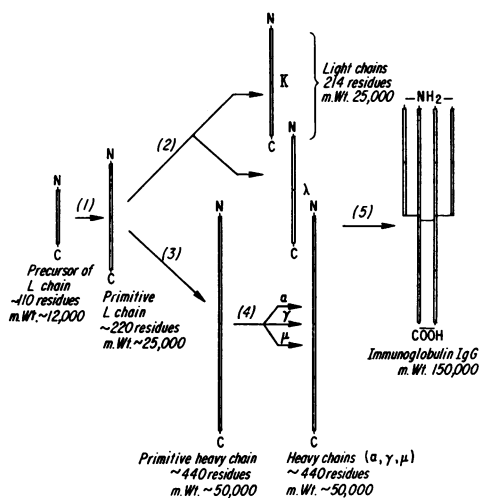 N
K
Light chains
214 residues
m.Wt. 25,000
C
(2)
N
λ
C
N
C
Precursor of
L chain
~110 residues
m.Wt.~12,000
(1)
N
C
Primitive
L chain
~220 residues
m.Wt.~25,000
(3)
N
C
Primitive heavy chain
~440 residues
m.Wt.~50,000
(4)
α
γ
μ
N
C
Heavy chains (α,γ,μ)
~440 residues
m.Wt.~50,000
(5)
–NH2–
COOH
Immunoglobulin IgG
m.Wt. 150,000